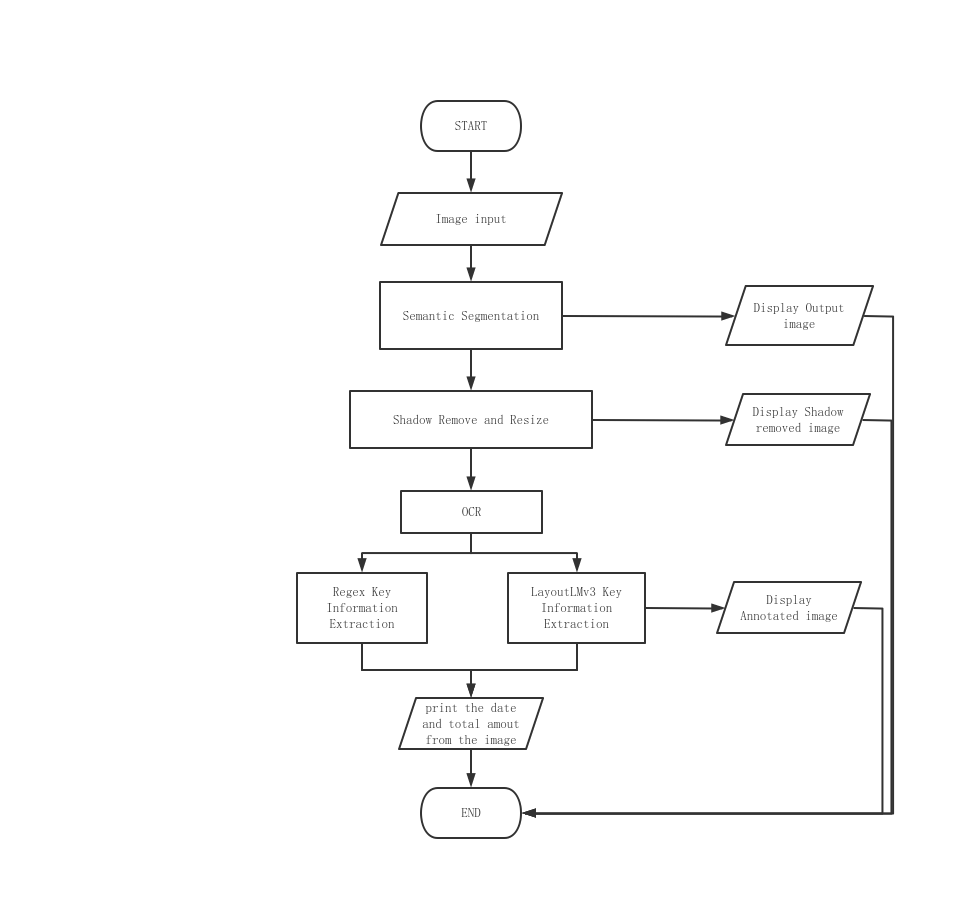 START
Image input
Semantic Segmentation
Display Output
image
Shadow Remove and Resize
Display Shadow
removed image
OCR
Regex Key
Information
Extraction
LayoutLMv3 Key
Information
Extraction
Display
Annotated image
print the date
and total amout
from the image
END